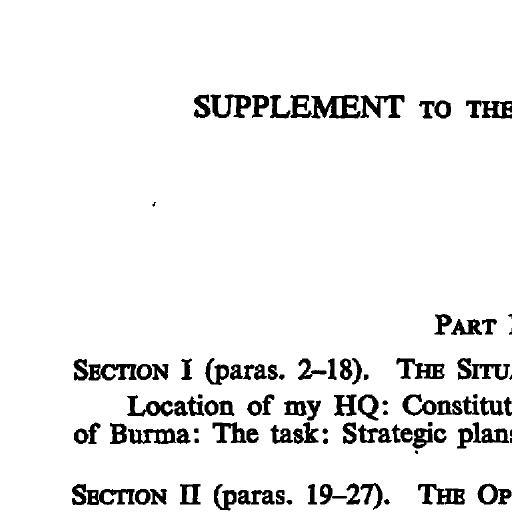 SUPPLEMENT TO THE
PART
SECTION I (paras. 2–18). THE SITU
Location of my HQ: Constitut
of Burma: The task: Strategic plans
SECTION II (paras. 19–27). THE OP